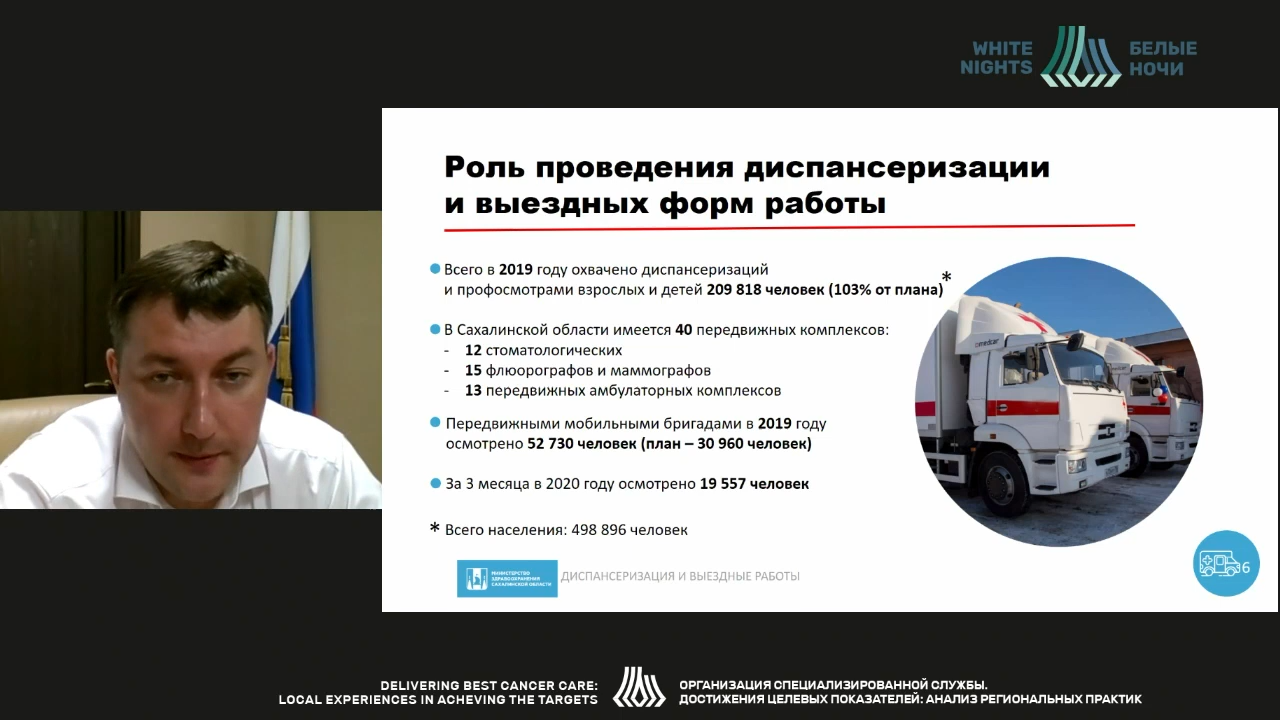 WHITE
NIGHTS
БЕЛЫЕ
НОЧИ
Роль проведения диспансеризации
и выездных форм работы
Всего в 2019 году охвачено диспансеризаций
и профосмотрами взрослых и детей 209 818 человек (103% от плана)*
В Сахалинской области имеется 40 передвижных комплексов:
- 12 стоматологических
- 15 флюорографов и маммографов
- 13 передвижных амбулаторных комплексов
Передвижными мобильными бригадами в 2019 году
осмотрено 52 730 человек (план – 30 960 человек)
За 3 месяца в 2020 году осмотрено 19 557 человек
* Всего населения: 498 896 человек
medcar
МИНИСТЕРСТВО
ЗДРАВООХРАНЕНИЯ
САХАЛИНСКОЙ ОБЛАСТИ
ДИСПАНСЕРИЗАЦИЯ И ВЫЕЗДНЫЕ РАБОТЫ
6
DELIVERING BEST CANCER CARE:
LOCAL EXPERIENCES IN ACHEVING THE TARGETS
ОРГАНИЗАЦИЯ СПЕЦИАЛИЗИРОВАННОЙ СЛУЖБЫ.
ДОСТИЖЕНИЯ ЦЕЛЕВЫХ ПОКАЗАТЕЛЕЙ: АНАЛИЗ РЕГИОНАЛЬНЫХ ПРАКТИК